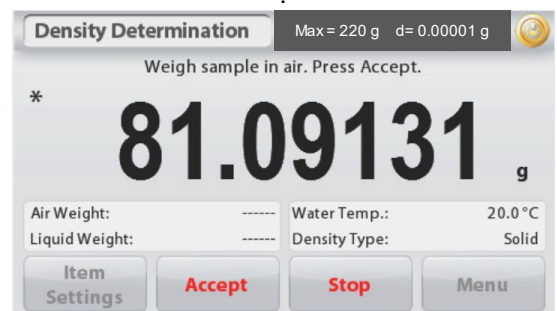 Density Determination Max = 220 g d= 0.00001 g
Weigh sample in air. Press Accept.
* 81.09131 g
Air Weight: ------ Water Temp.: 20.0°C
Liquid Weight: ------ Density Type: Solid
Item Settings Accept Stop Menu